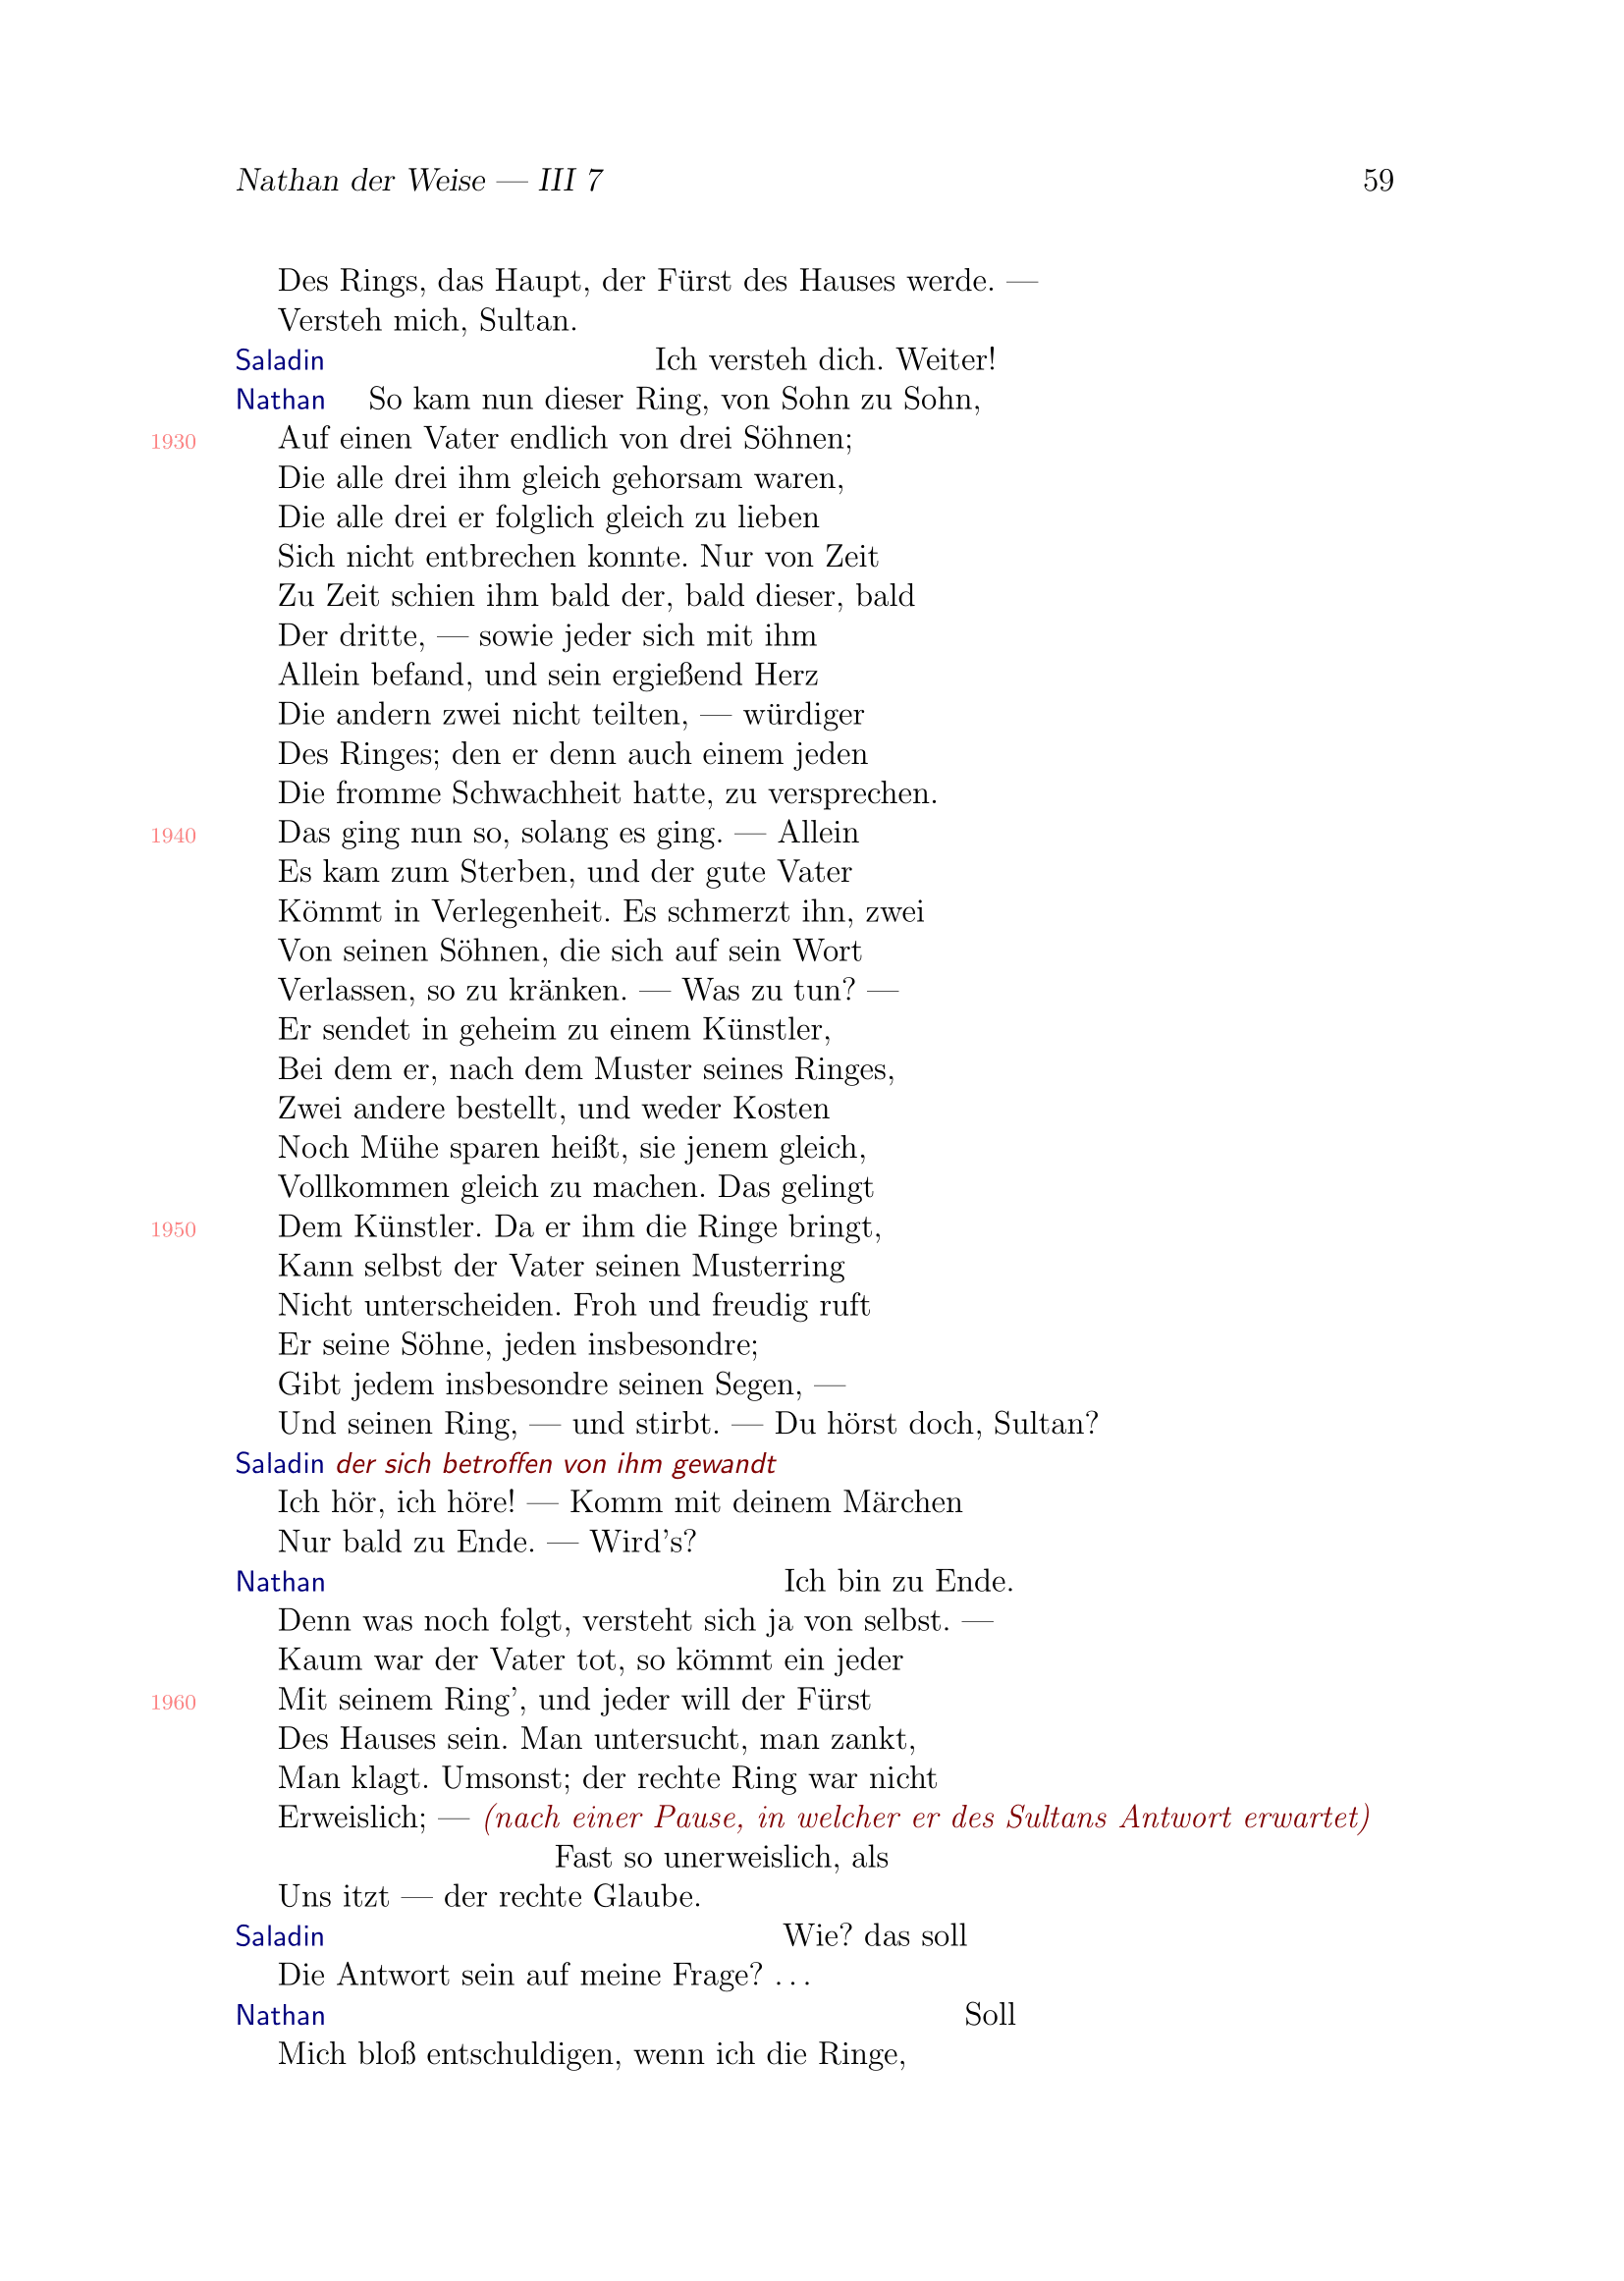 Nathan der Weise — III 7 59
Des Rings, das Haupt, der Fürst des Hauses werde. —
Versteh mich, Sultan.
Saladin Ich versteh dich. Weiter!
Nathan So kam nun dieser Ring, von Sohn zu Sohn,
1930 Auf einen Vater endlich von drei Söhnen;
Die alle drei ihm gleich gehorsam waren,
Die alle drei er folglich gleich zu lieben
Sich nicht entbrechen konnte. Nur von Zeit
Zu Zeit schien ihm bald der, bald dieser, bald
Der dritte, — sowie jeder sich mit ihm
Allein befand, und sein ergießend Herz
Die andern zwei nicht teilten, — würdiger
Des Ringes; den er denn auch einem jeden
Die fromme Schwachheit hatte, zu versprechen.
1940 Das ging nun so, solang es ging. — Allein
Es kam zum Sterben, und der gute Vater
Kömmt in Verlegenheit. Es schmerzt ihn, zwei
Von seinen Söhnen, die sich auf sein Wort
Verlassen, so zu kränken. — Was zu tun? —
Er sendet in geheim zu einem Künstler,
Bei dem er, nach dem Muster seines Ringes,
Zwei andere bestellt, und weder Kosten
Noch Mühe sparen heißt, sie jenem gleich,
Vollkommen gleich zu machen. Das gelingt
1950 Dem Künstler. Da er ihm die Ringe bringt,
Kann selbst der Vater seinen Musterring
Nicht unterscheiden. Froh und freudig ruft
Er seine Söhne, jeden insbesondre;
Gibt jedem insbesondre seinen Segen, —
Und seinen Ring, — und stirbt. — Du hörst doch, Sultan?
Saladin der sich betroffen von ihm gewandt
Ich hör, ich höre! — Komm mit deinem Märchen
Nur bald zu Ende. — Wird's?
Nathan Ich bin zu Ende.
Denn was noch folgt, versteht sich ja von selbst. —
Kaum war der Vater tot, so kömmt ein jeder
1960 Mit seinem Ring', und jeder will der Fürst
Des Hauses sein. Man untersucht, man zankt,
Man klagt. Umsonst; der rechte Ring war nicht
Erweislich; — (nach einer Pause, in welcher er des Sultans Antwort erwartet)
Fast so unerweislich, als
Uns itzt — der rechte Glaube.
Saladin Wie? das soll
Die Antwort sein auf meine Frage? ...
Nathan Soll
Mich bloß entschuldigen, wenn ich die Ringe,